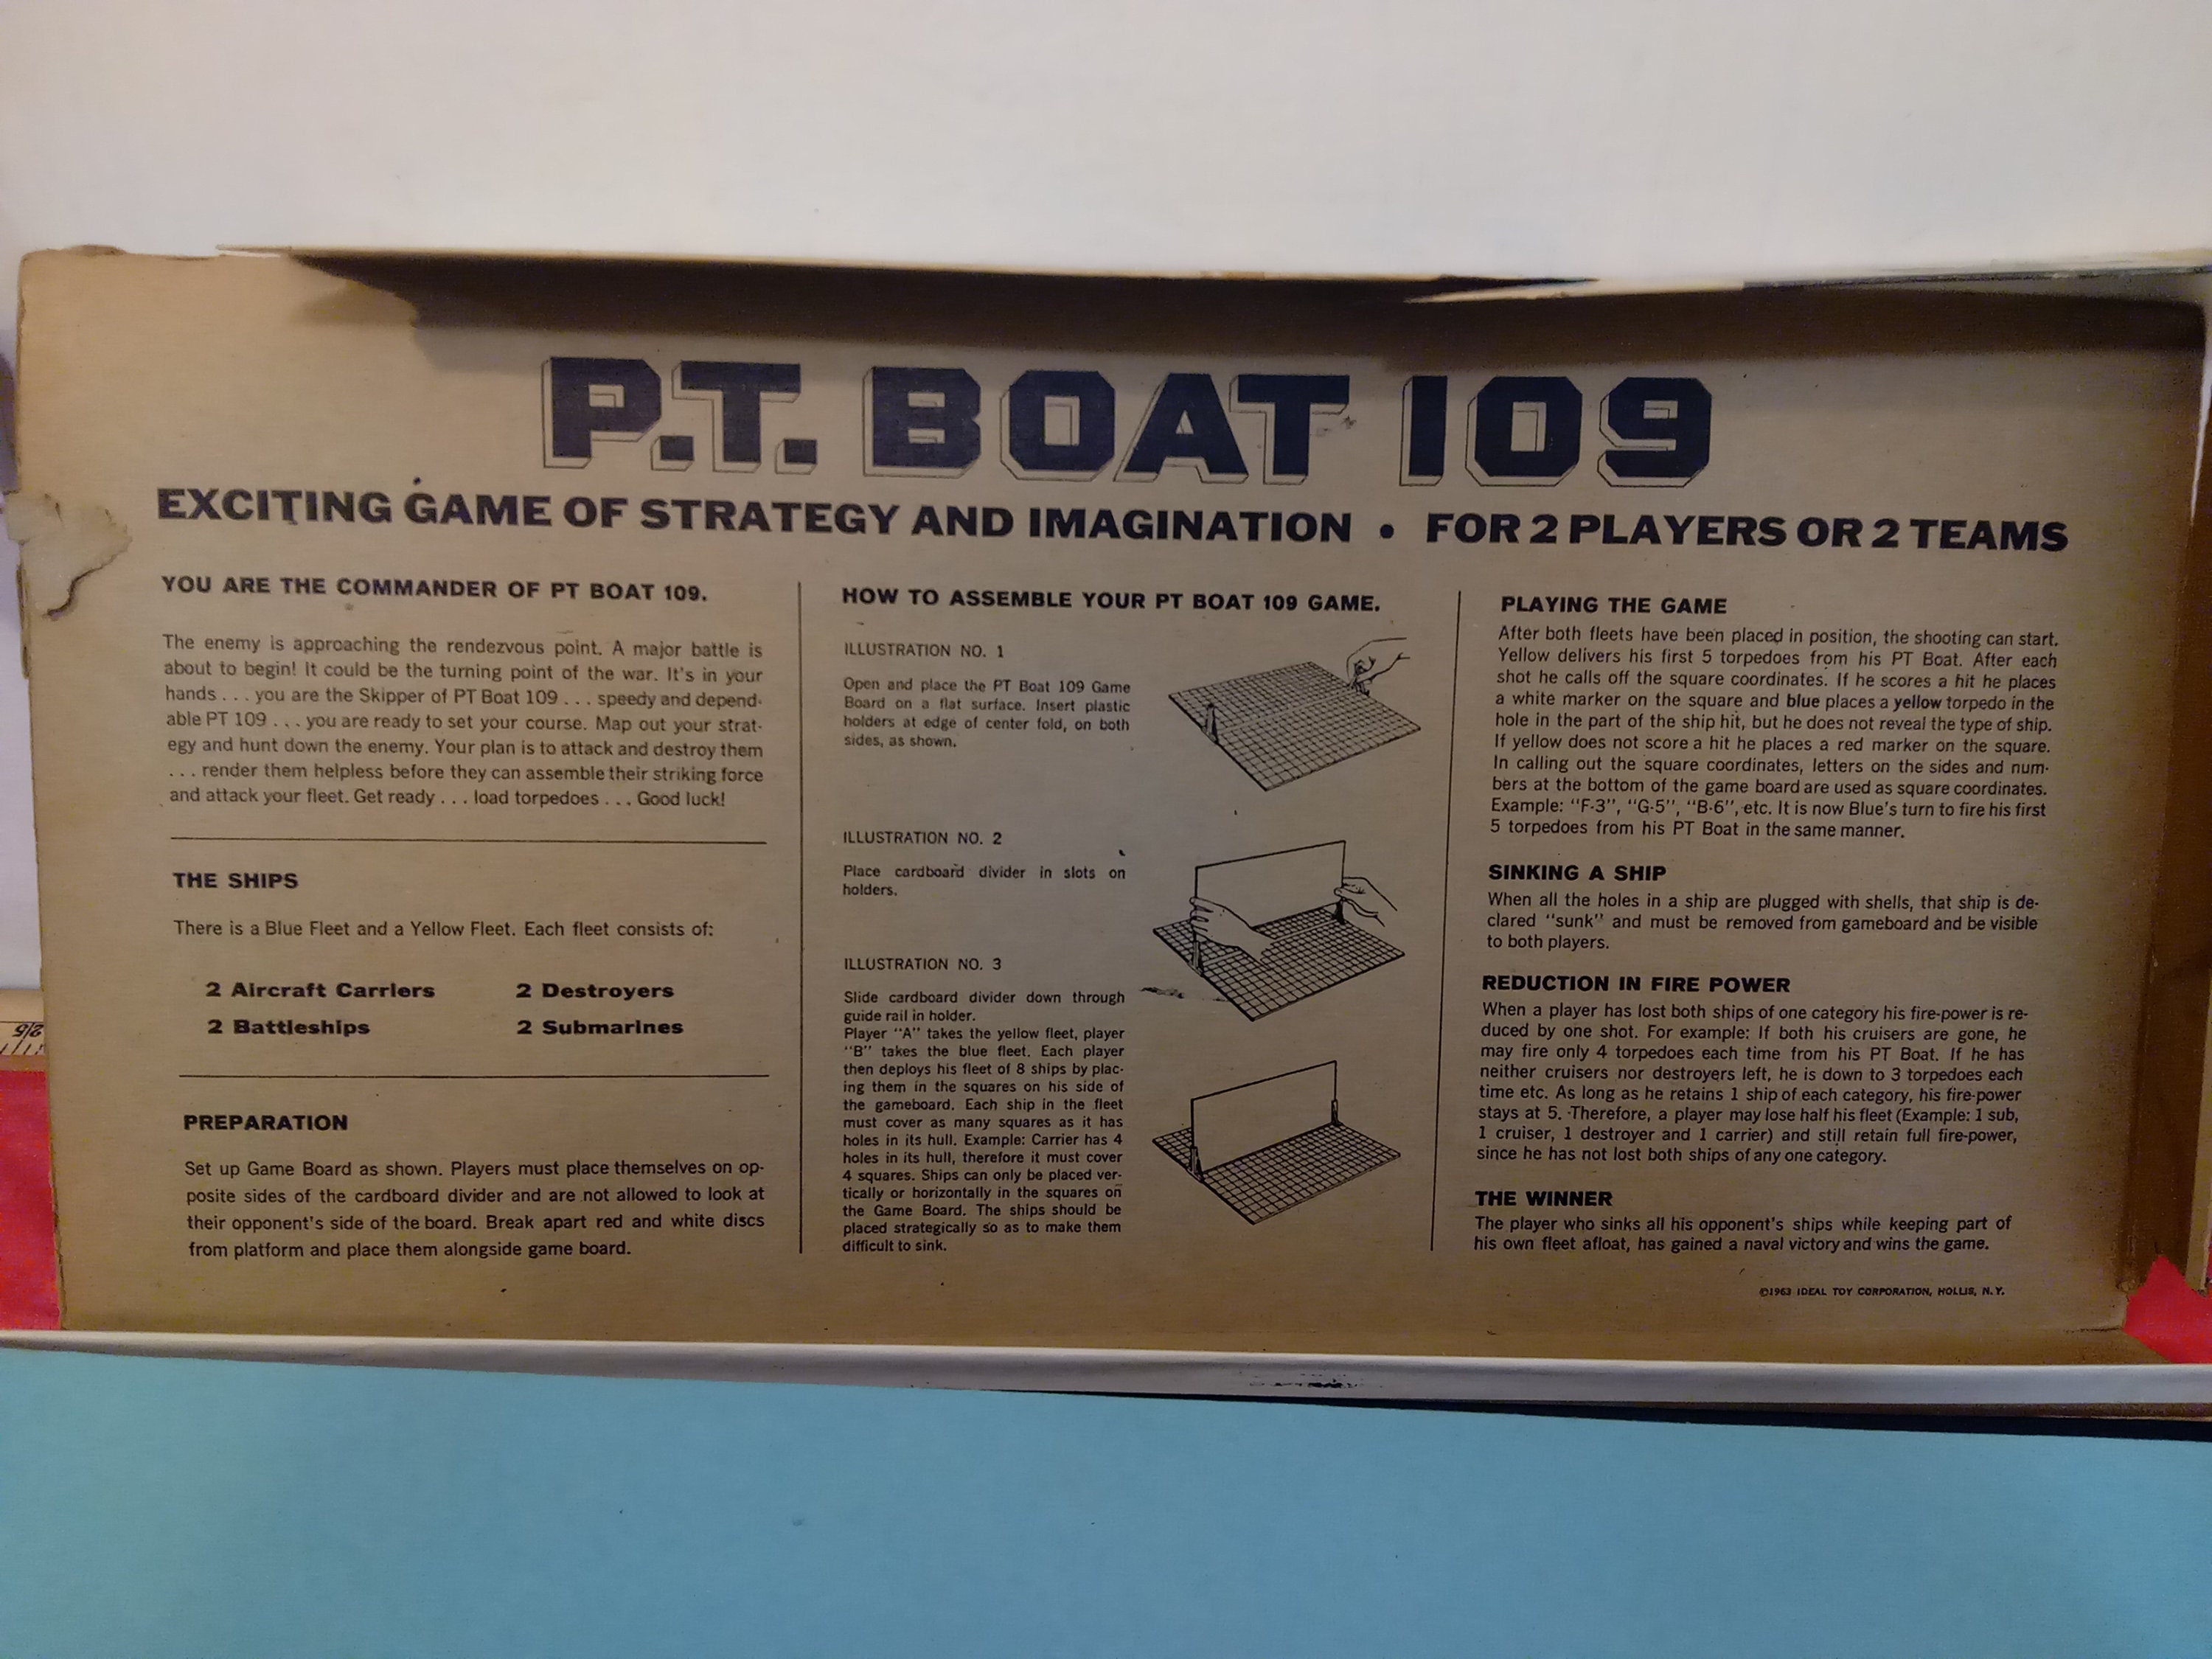 P.T. BOAT 109
EXCITING GAME OF STRATEGY AND IMAGINATION • FOR 2 PLAYERS OR 2 TEAMS
YOU ARE THE COMMANDER OF PT BOAT 109.
The enemy is approaching the rendezvous point. A major battle is
about to begin! It could be the turning point of the war. It's in your
hands . . . you are the Skipper of PT Boat 109 . . . speedy and depend-
able PT 109 . . . you are ready to set your course. Map out your strat-
egy and hunt down the enemy. Your plan is to attack and destroy them
. . . render them helpless before they can assemble their striking force
and attack your fleet. Get ready . . . load torpedoes . . . Good luck!
THE SHIPS
There is a Blue Fleet and a Yellow Fleet. Each fleet consists of:
2 Aircraft Carriers 2 Destroyers
2 Battleships 2 Submarines
PREPARATION
Set up Game Board as shown. Players must place themselves on op-
posite sides of the cardboard divider and are not allowed to look at
their opponent's side of the board. Break apart red and white discs
from platform and place them alongside game board.
HOW TO ASSEMBLE YOUR PT BOAT 109 GAME.
ILLUSTRATION NO. 1
Open and place the PT Boat 109 Game
Board on a flat surface. Insert plastic
holders at edge of center fold, on both
sides, as shown.
ILLUSTRATION NO. 2
Place cardboard divider in slots on
holders.
ILLUSTRATION NO. 3
Slide cardboard divider down through
guide rail in holder.
Player "A" takes the yellow fleet, player
"B" takes the blue fleet. Each player
then deploys his fleet of 8 ships by plac-
ing them in the squares on his side of
the gameboard. Each ship in the fleet
must cover as many squares as it has
holes in its hull. Example: Carrier has 4
holes in its hull, therefore it must cover
4 squares. Ships can only be placed ver-
tically or horizontally in the squares on
the Game Board. The ships should be
placed strategically so as to make them
difficult to sink.
PLAYING THE GAME
After both fleets have been placed in position, the shooting can start.
Yellow delivers his first 5 torpedoes from his PT Boat. After each
shot he calls off the square coordinates. If he scores a hit he places
a white marker on the square and blue places a yellow torpedo in the
hole in the part of the ship hit, but he does not reveal the type of ship.
If yellow does not score a hit he places a red marker on the square.
In calling out the square coordinates, letters on the sides and num-
bers at the bottom of the game board are used as square coordinates.
Example: "F-3", "G-5", "B-6", etc. It is now Blue's turn to fire his first
5 torpedoes from his PT Boat in the same manner.
SINKING A SHIP
When all the holes in a ship are plugged with shells, that ship is de-
clared "sunk" and must be removed from gameboard and be visible
to both players.
REDUCTION IN FIRE POWER
When a player has lost both ships of one category his fire-power is re-
duced by one shot. For example: If both his cruisers are gone, he
may fire only 4 torpedoes each time from his PT Boat. If he has
neither cruisers nor destroyers left, he is down to 3 torpedoes each
time etc. As long as he retains 1 ship of each category, his fire-power
stays at 5. Therefore, a player may lose half his fleet (Example: 1 sub,
1 cruiser, 1 destroyer and 1 carrier) and still retain full fire-power,
since he has not lost both ships of any one category.
THE WINNER
The player who sinks all his opponent's ships while keeping part of
his own fleet afloat, has gained a naval victory and wins the game.
©1963 IDEAL TOY CORPORATION, HOLLIS, N.Y.